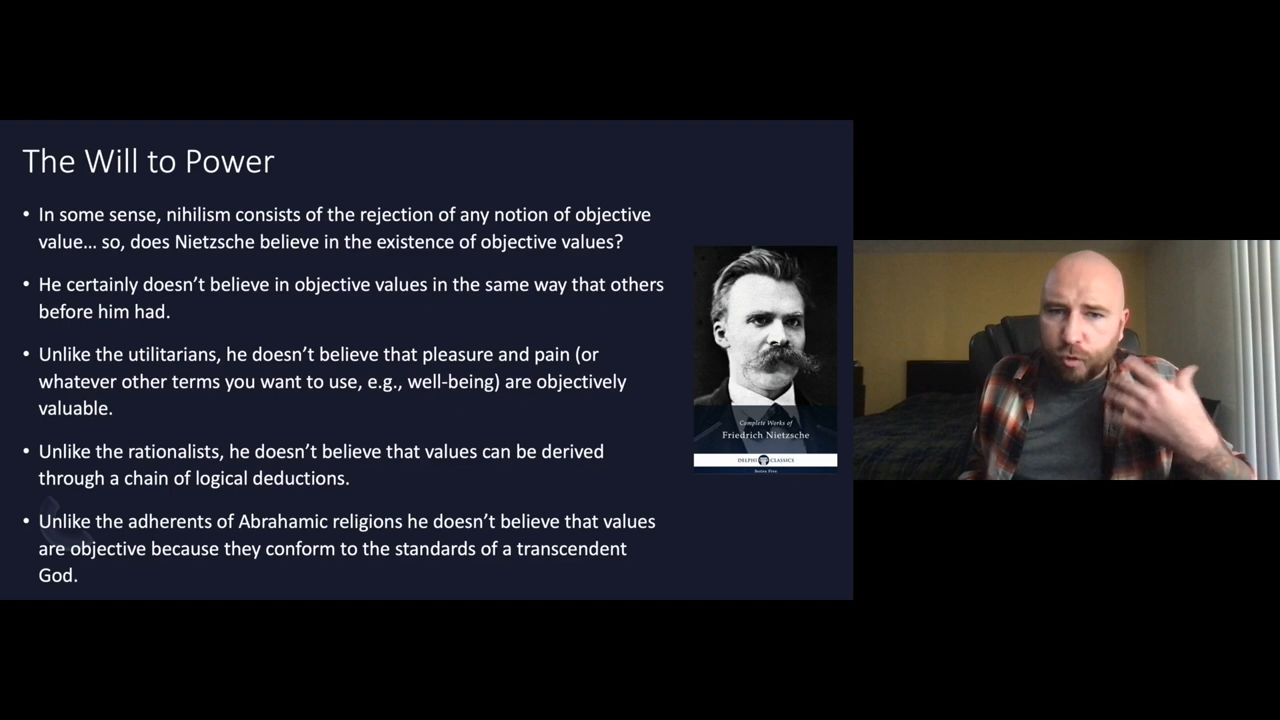 The Will to Power
• In some sense, nihilism consists of the rejection of any notion of objective
value... so, does Nietzsche believe in the existence of objective values?
• He certainly doesn’t believe in objective values in the same way that others
before him had.
• Unlike the utilitarians, he doesn’t believe that pleasure and pain (or
whatever other terms you want to use, e.g., well-being) are objectively
valuable.
• Unlike the rationalists, he doesn’t believe that values can be derived
through a chain of logical deductions.
• Unlike the adherents of Abrahamic religions he doesn’t believe that values
are objective because they conform to the standards of a transcendent
God.
Complete Works of
Friedrich Nietzsche
DELPHI CLASSICS
Series Five